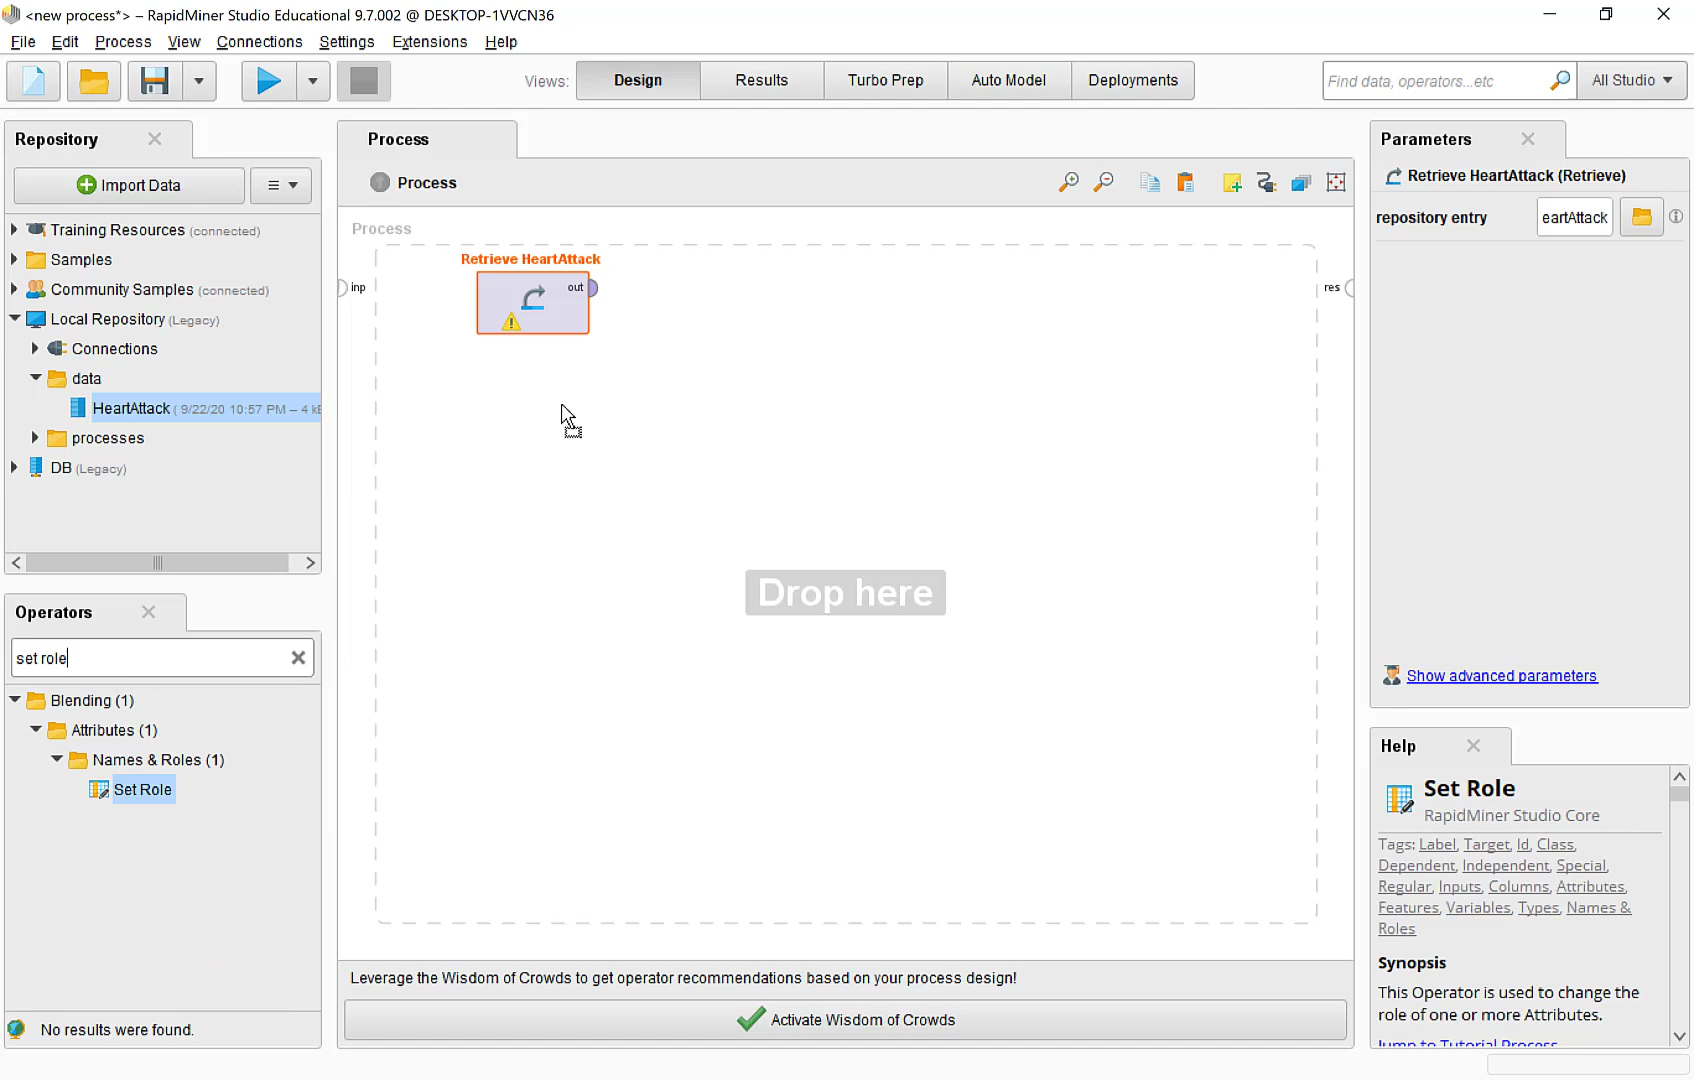 <new process*> – RapidMiner Studio Educational 9.7.002 @ DESKTOP-1VVCN36
File Edit Process View Connections Settings Extensions Help
Views: Design Results Turbo Prep Auto Model Deployments
Find data, operators...etc All Studio
Repository
Import Data
Training Resources (connected)
Samples
Community Samples (connected)
Local Repository (Legacy)
Connections
data
HeartAttack ( 9/22/20 10:57 PM – 4 kB
processes
DB (Legacy)
Operators
set role
Blending (1)
Attributes (1)
Names & Roles (1)
Set Role
No results were found.
Process
Process
Process
Retrieve HeartAttack
inp
out
res
Drop here
Leverage the Wisdom of Crowds to get operator recommendations based on your process design!
Activate Wisdom of Crowds
Parameters
Retrieve HeartAttack (Retrieve)
repository entry eartAttack
Show advanced parameters
Help
Set Role
RapidMiner Studio Core
Tags: Label, Target, Id, Class,
Dependent, Independent, Special,
Regular, Inputs, Columns, Attributes,
Features, Variables, Types, Names &
Roles
Synopsis
This Operator is used to change the
role of one or more Attributes.
Jump to Tutorial Process